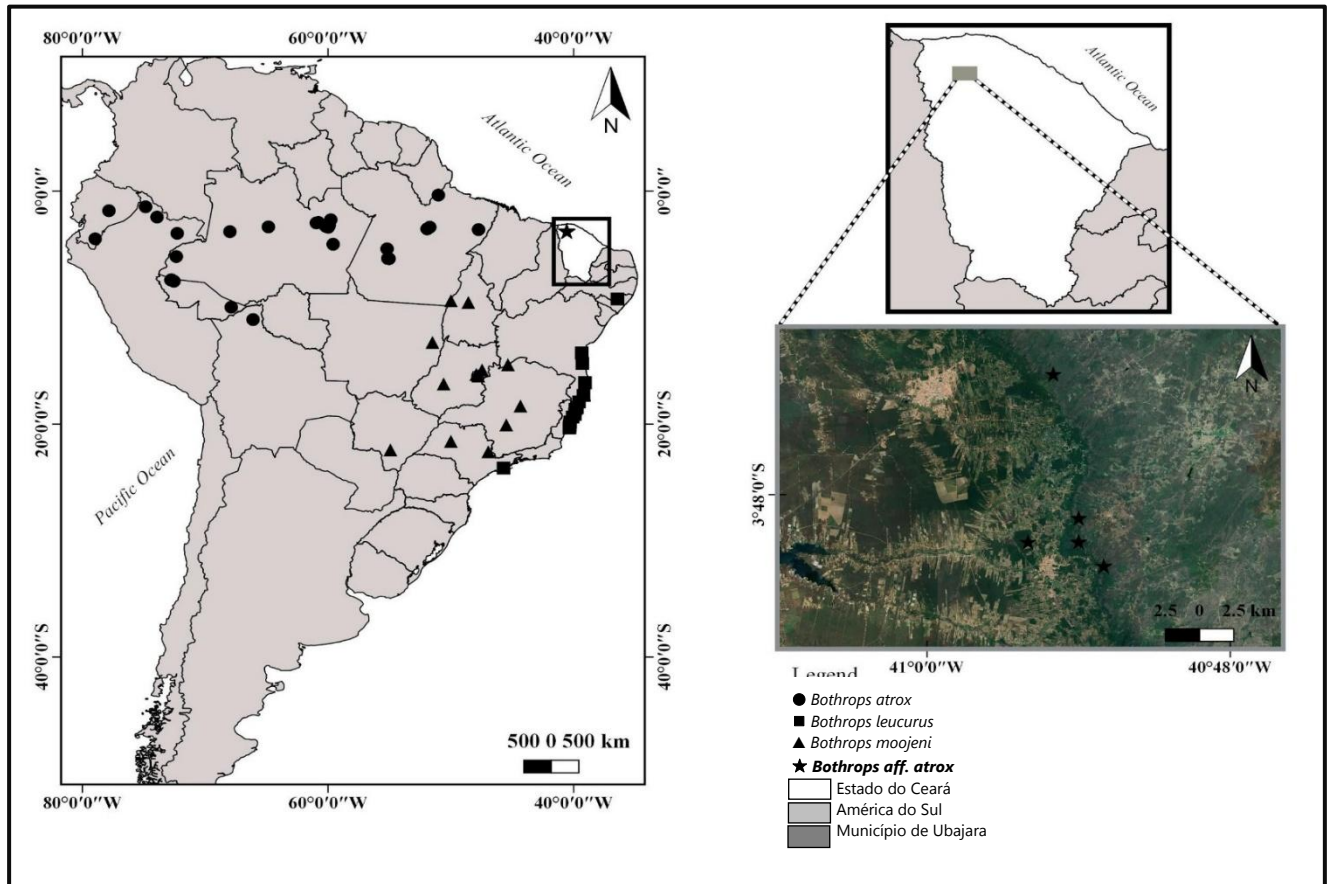 80°0'0"W 60°0'0"W 40°0'0"W
N
Atlantic Ocean
0°0'0"
20°0'0"S
40°0'0"S
Pacific Ocean
0°0'0"
20°0'0"S
40°0'0"S
500 0 500 km
80°0'0"W 60°0'0"W 40°0'0"W
Atlantic Ocean
N
3°48'0"S
2.5 0 2.5 km
41°0'0"W 40°48'0"W
Legend
Bothrops atrox
Bothrops leucurus
Bothrops moojeni
Bothrops aff. atrox
Estado do Ceará
América do Sul
Município de Ubajara